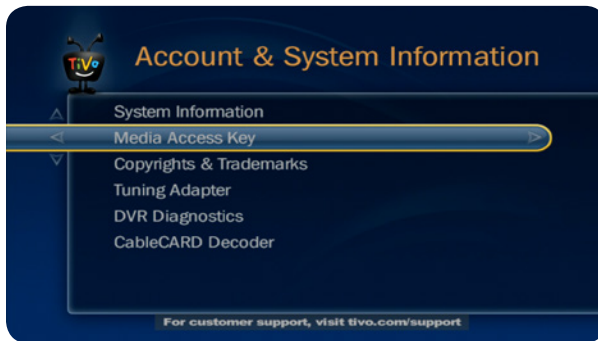 TiVo
Account & System Information
System Information
Media Access Key
Copyrights & Trademarks
Tuning Adapter
DVR Diagnostics
CableCARD Decoder
For customer support, visit tivo.com/support